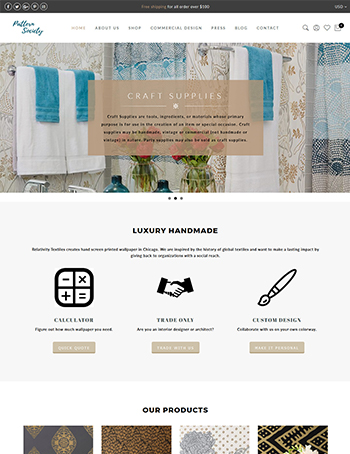 Free shipping for all order over $100
USD
Pattern
Society
HOME
ABOUT US
SHOP
COMMERCIAL DESIGN
PRESS
BLOG
CONTACT
0
CRAFT SUPPLIES
Craft Supplies are tools, ingredients, or materials whose primary
purpose is for use in the creation of an item or special occasion. Craft
supplies may be handmade, vintage or commercial (not handmade or
vintage) in nature. Party supplies may also be sold as craft supplies.
LUXURY HANDMADE
Relativity Textiles creates hand screen printed wallpaper in Chicago. We are inspired by the history of global textiles and want to make a lasting impact by
giving back to organizations with a social reach.
CALCULATOR
Figure out how much wallpaper you need.
QUICK QUOTE
TRADE ONLY
Are you an interior designer or architect?
TRADE WITH US
CUSTOM DESIGN
Collaborate with us on your own colorway.
MAKE IT PERSONAL
OUR PRODUCTS